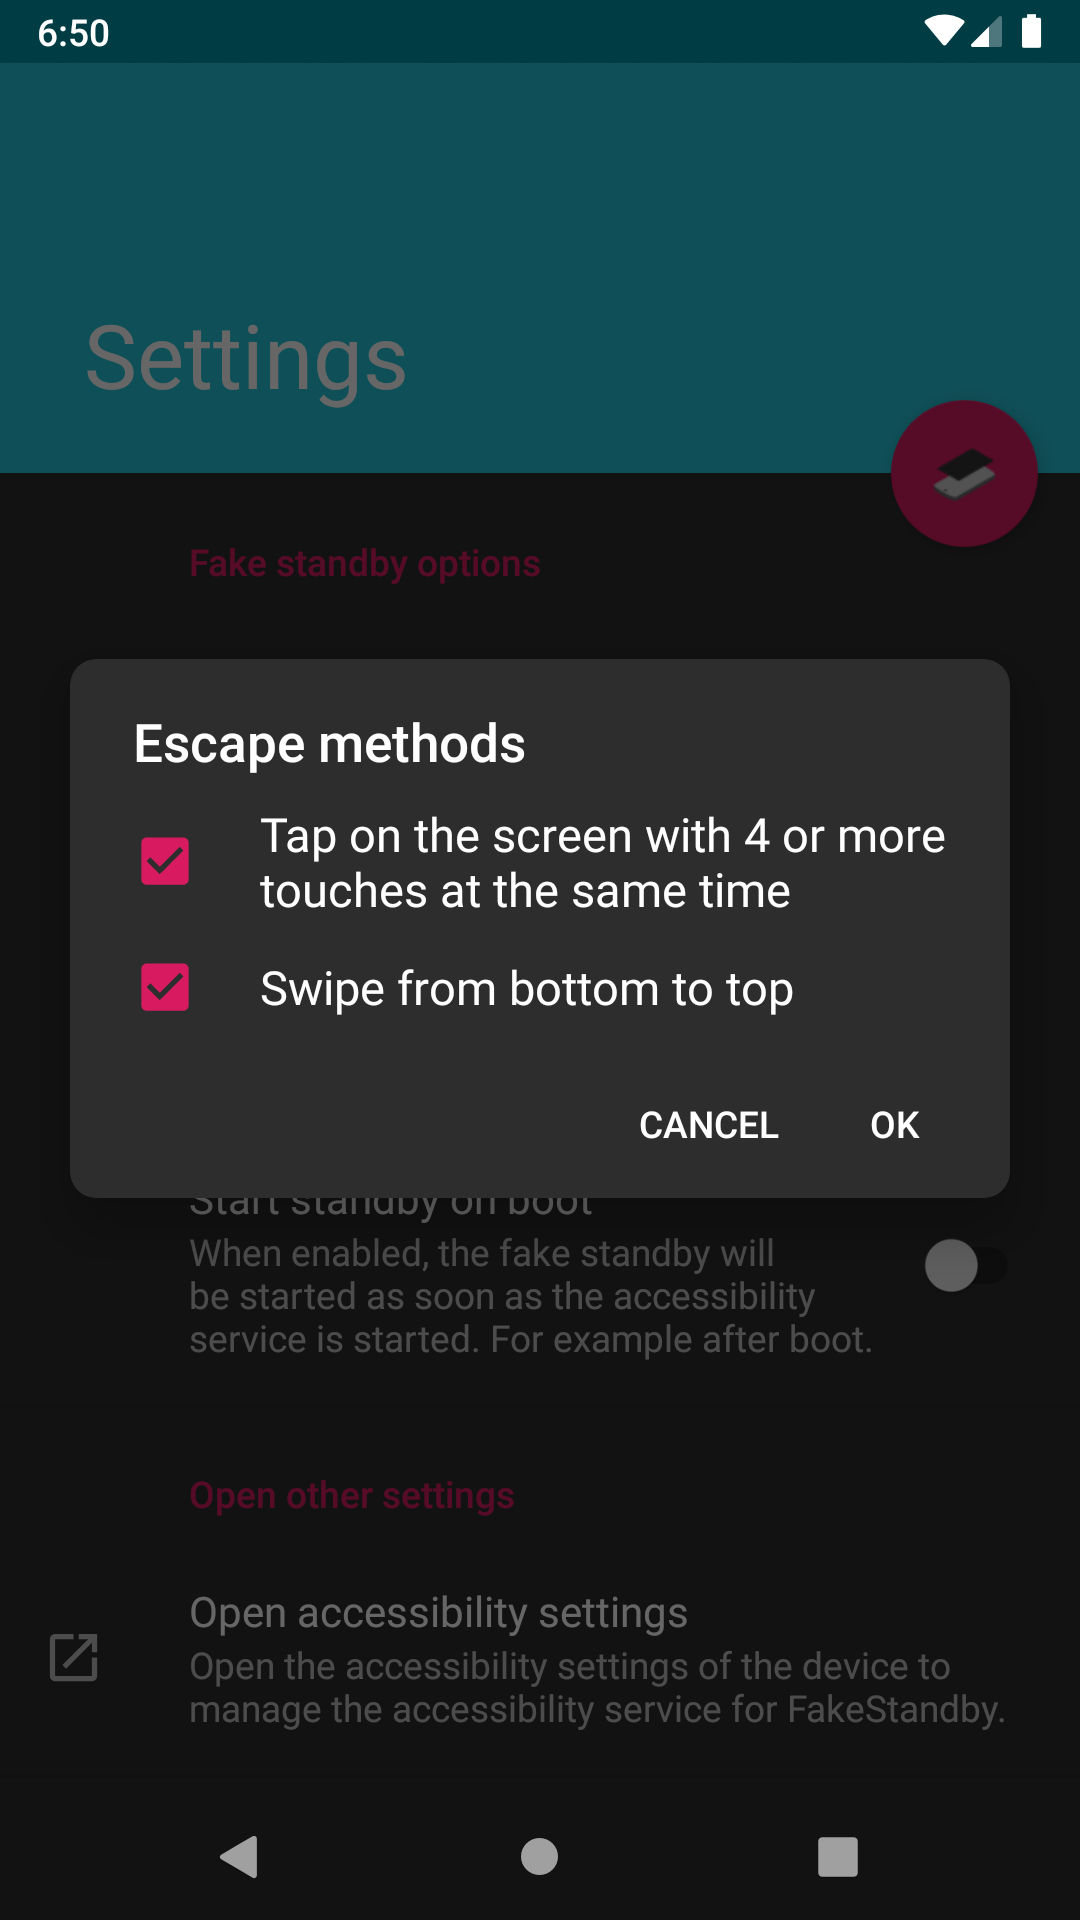 6:50
Settings
Fake standby options
Escape methods
Tap on the screen with 4 or more
touches at the same time
Swipe from bottom to top
CANCEL
OK
Start standby on boot
When enabled, the fake standby will
be started as soon as the accessibility
service is started. For example after boot.
Open other settings
Open accessibility settings
Open the accessibility settings of the device to
manage the accessibility service for FakeStandby.